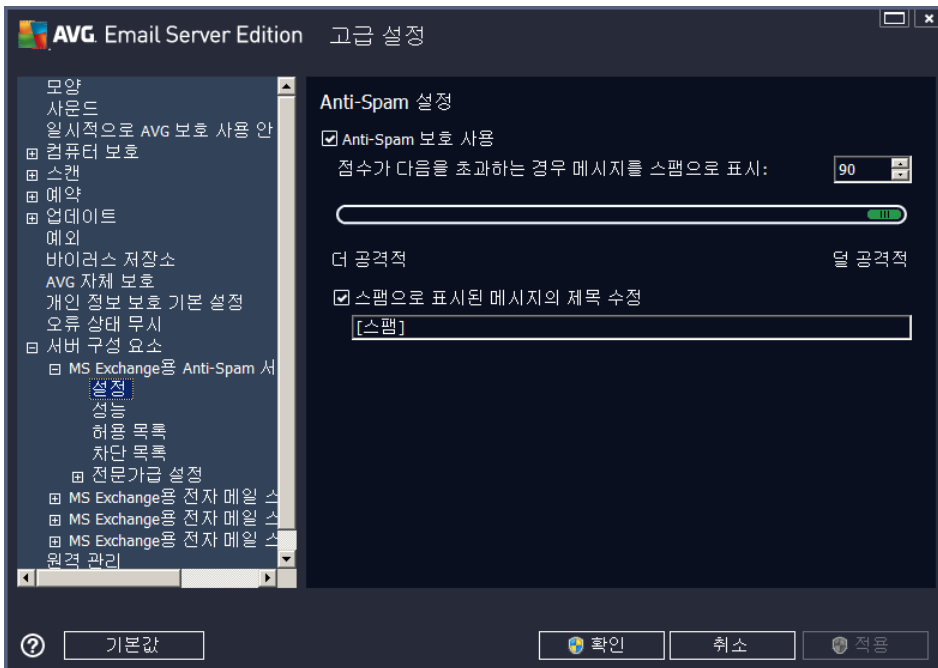 AVG. Email Server Edition 고급 설정
모양
사운드
일시적으로 AVG 보호 사용 안
컴퓨터 보호
스캔
예약
업데이트
예외
바이러스 저장소
AVG 자체 보호
개인 정보 보호 기본 설정
오류 상태 무시
서버 구성 요소
MS Exchange용 Anti-Spam 서
설정
성능
허용 목록
차단 목록
전문가급 설정
MS Exchange용 전자 메일 스
MS Exchange용 전자 메일 스
MS Exchange용 전자 메일 스
원격 관리
Anti-Spam 설정
Anti-Spam 보호 사용
점수가 다음을 초과하는 경우 메시지를 스팸으로 표시: 90
더 공격적 덜 공격적
스팸으로 표시된 메시지의 제목 수정
[스팸]
? 기본값 확인 취소 적용